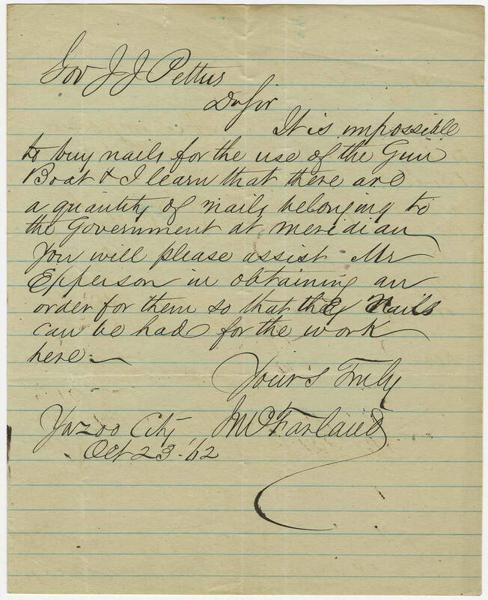 Gov J J Pettus
Dr Sir
It is impossible
to buy nails for the use of the Gun
Boat & I learn that there are
a quantity of nails belonging to
the Government at meridian
You will please assist Mr
Epperson in obtaining an
order for them so that the Nails
can be had for the work
here.
Your's Truly
J McFarland
Yazoo City
Oct 23 '62